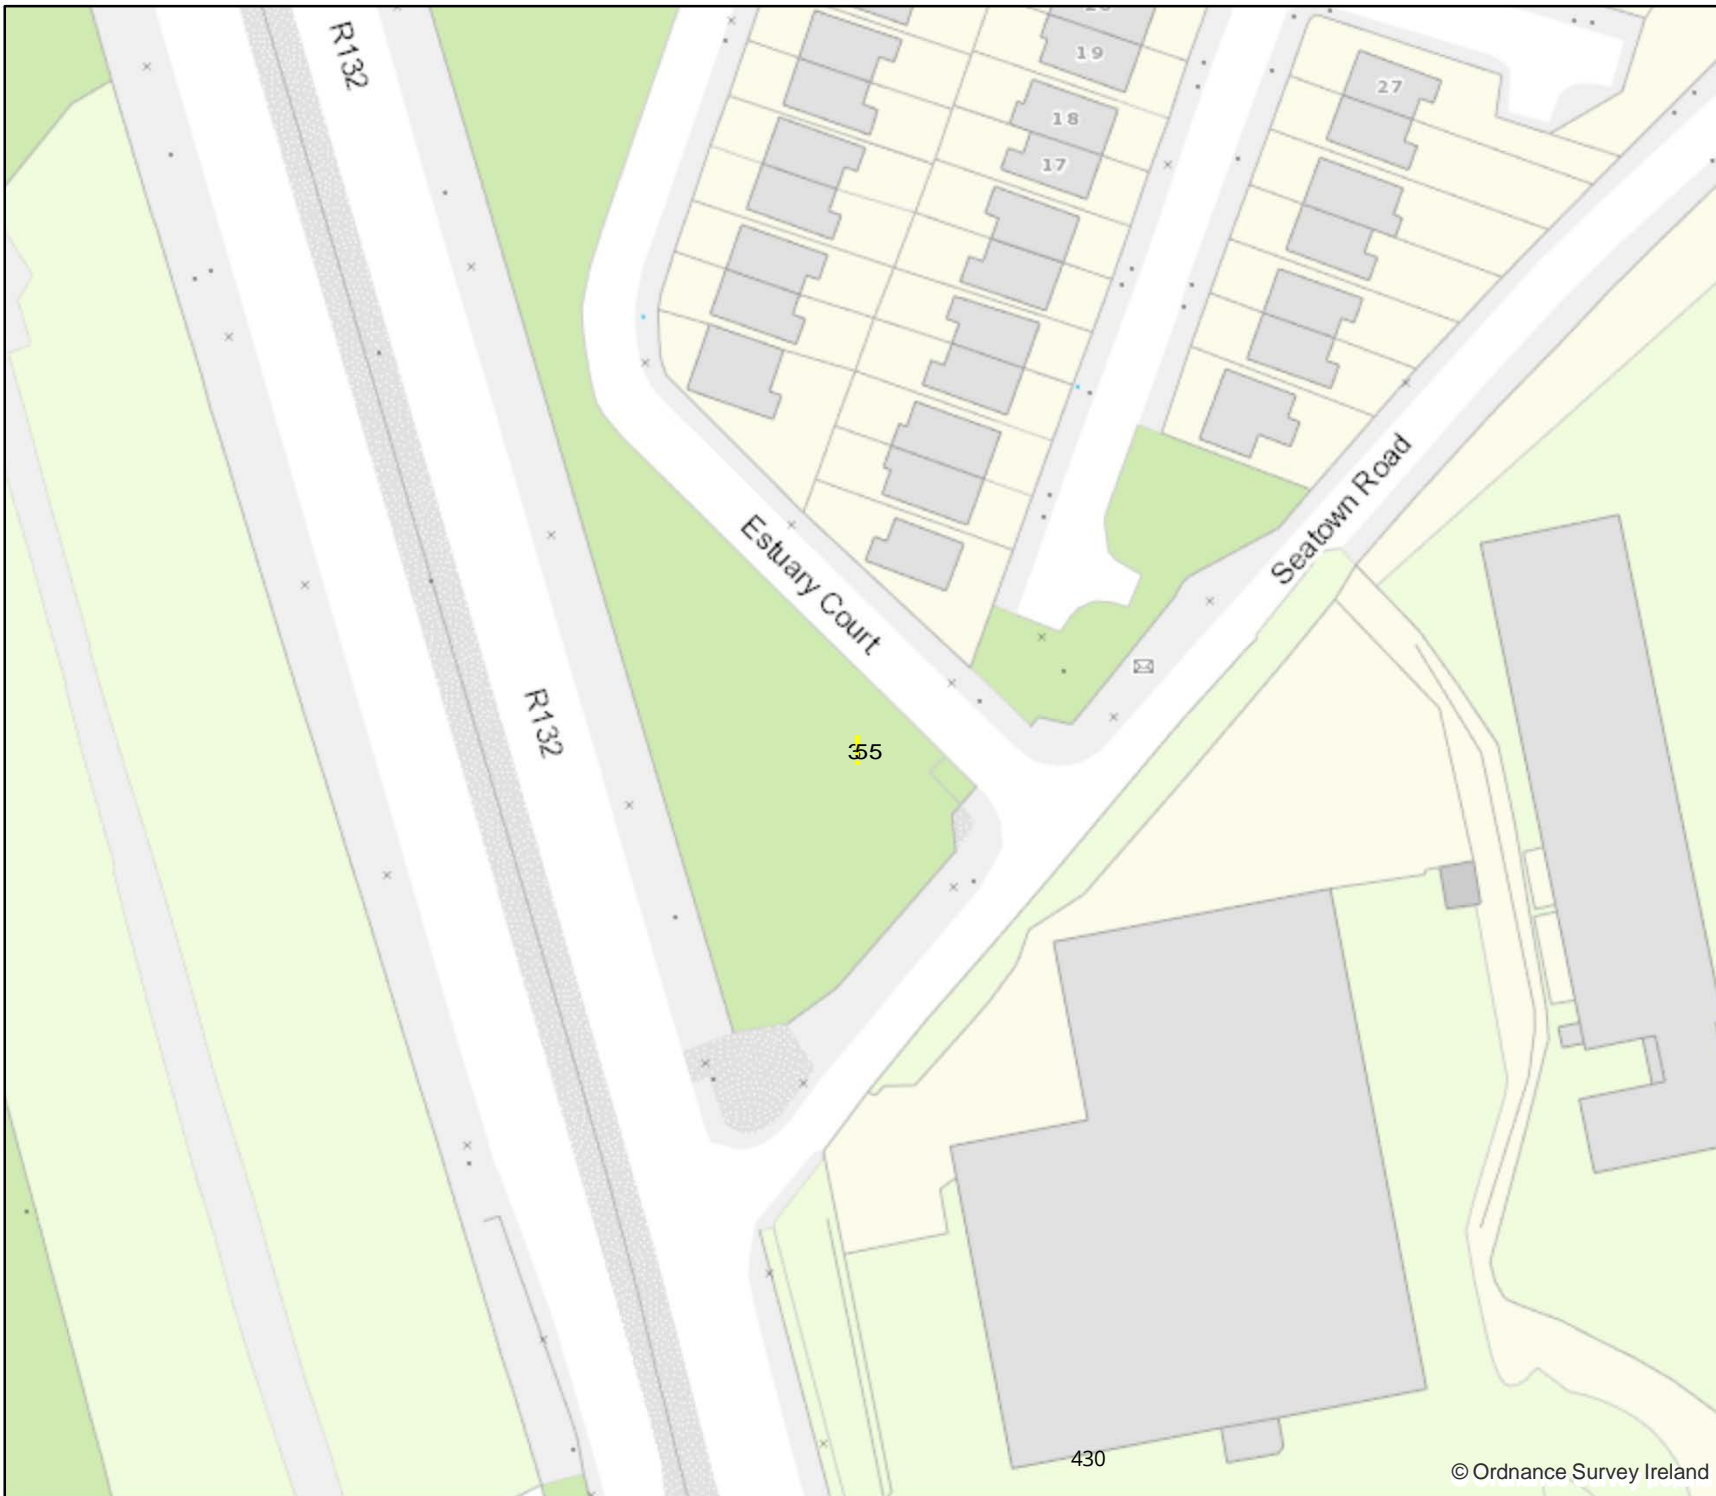 R132
19
18
17
27
Seatown Road
Estuary Court
R132
355
430
© Ordnance Survey Ireland